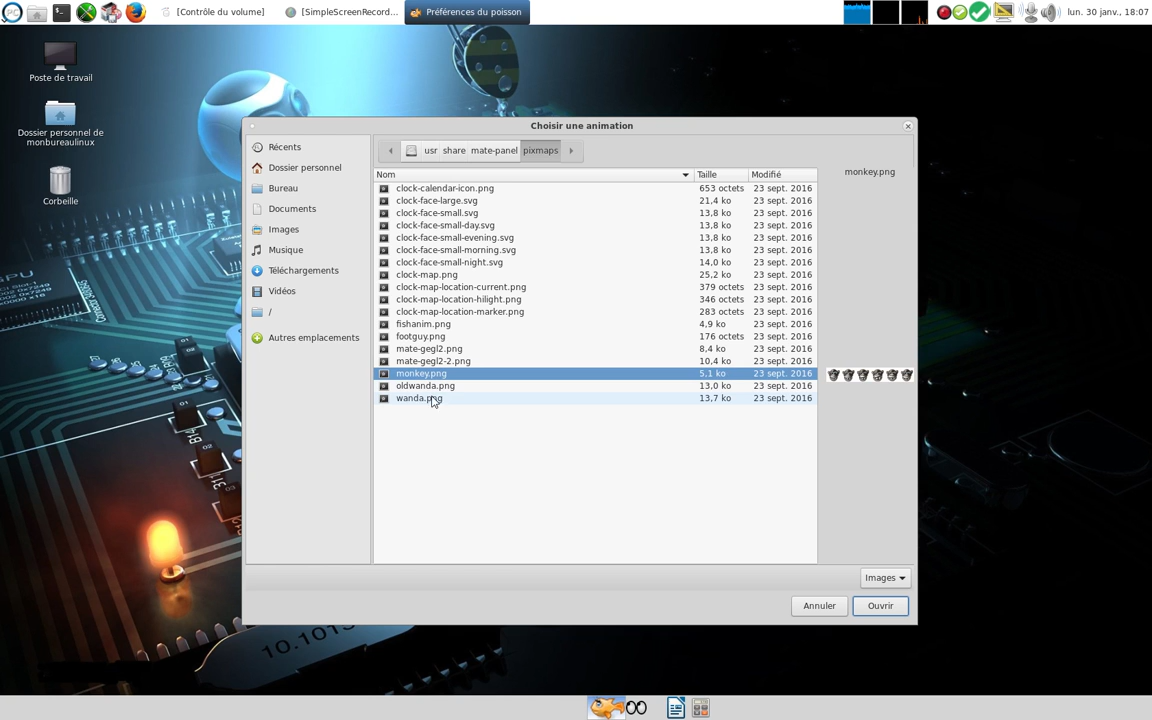 [Contrôle du volume]
[SimpleScreenRecord...
Préférences du poisson
lun. 30 janv., 18:07
Poste de travail
Dossier personnel de
monbureaulinux
Corbeille
Choisir une animation
Récents
Dossier personnel
Bureau
Documents
Images
Musique
Téléchargements
Vidéos
/
Autres emplacements
usr share mate-panel pixmaps
Nom Taille Modifié
clock-calendar-icon.png 653 octets 23 sept. 2016
clock-face-large.svg 21,4 ko 23 sept. 2016
clock-face-small.svg 13,8 ko 23 sept. 2016
clock-face-small-day.svg 13,8 ko 23 sept. 2016
clock-face-small-evening.svg 13,8 ko 23 sept. 2016
clock-face-small-morning.svg 13,8 ko 23 sept. 2016
clock-face-small-night.svg 14,0 ko 23 sept. 2016
clock-map.png 25,2 ko 23 sept. 2016
clock-map-location-current.png 379 octets 23 sept. 2016
clock-map-location-hilight.png 346 octets 23 sept. 2016
clock-map-location-marker.png 283 octets 23 sept. 2016
fishanim.png 4,9 ko 23 sept. 2016
footguy.png 176 octets 23 sept. 2016
mate-gegl2.png 8,4 ko 23 sept. 2016
mate-gegl2-2.png 10,4 ko 23 sept. 2016
monkey.png 5,1 ko 23 sept. 2016
oldwanda.png 13,0 ko 23 sept. 2016
wanda.png 13,7 ko 23 sept. 2016
monkey.png
Images
Annuler
Ouvrir